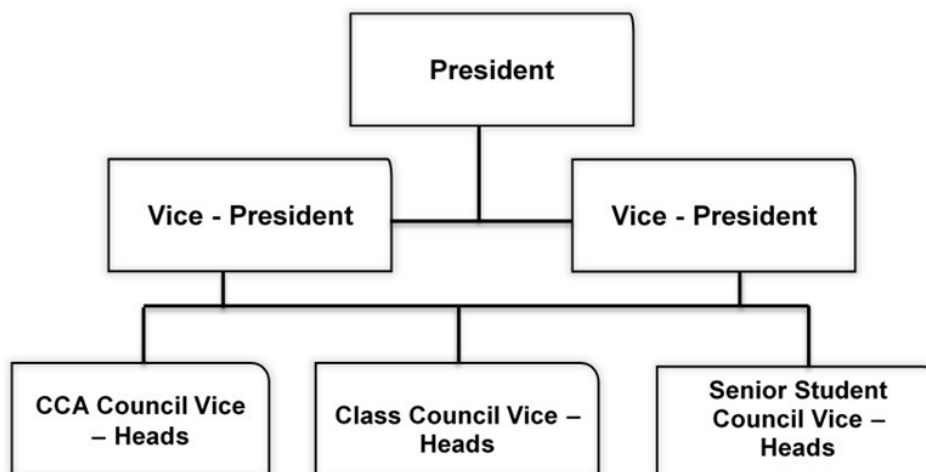 President
Vice - President
Vice - President
CCA Council Vice
– Heads
Class Council Vice –
Heads
Senior Student
Council Vice –
Heads